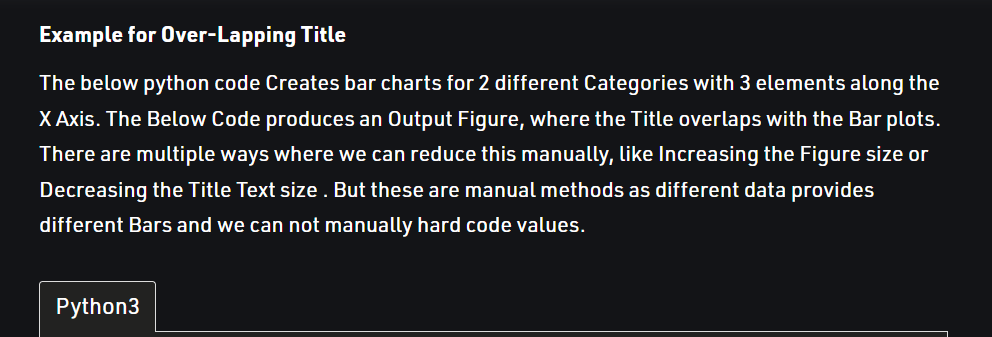 Example for Over-Lapping Title
The below python code Creates bar charts for 2 different Categories with 3 elements along the
X Axis. The Below Code produces an Output Figure, where the Title overlaps with the Bar plots.
There are multiple ways where we can reduce this manually, like Increasing the Figure size or
Decreasing the Title Text size . But these are manual methods as different data provides
different Bars and we can not manually hard code values.
Python3